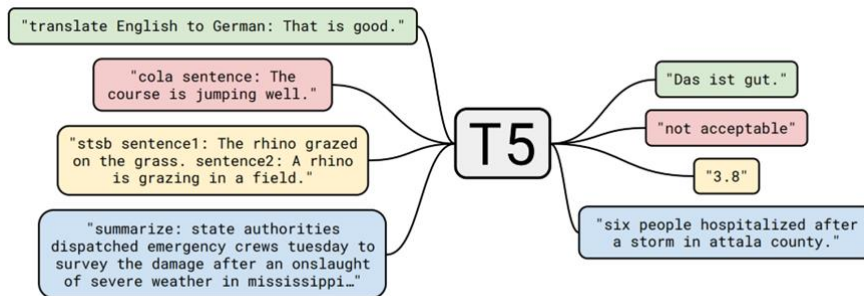 "translate English to German: That is good."
"cola sentence: The
course is jumping well."
"stsb sentence1: The rhino grazed
on the grass. sentence2: A rhino
is grazing in a field."
"summarize: state authorities
dispatched emergency crews tuesday to
survey the damage after an onslaught
of severe weather in mississippi…"
T5
"Das ist gut."
"not acceptable"
"3.8"
"six people hospitalized after
a storm in attala county."